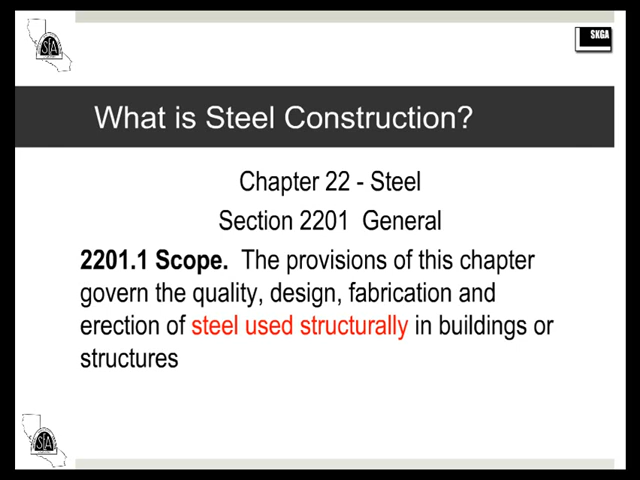 SKGA
What is Steel Construction?
Chapter 22 - Steel
Section 2201 General
2201.1 Scope. The provisions of this chapter
govern the quality, design, fabrication and
erection of steel used structurally in buildings or
structures